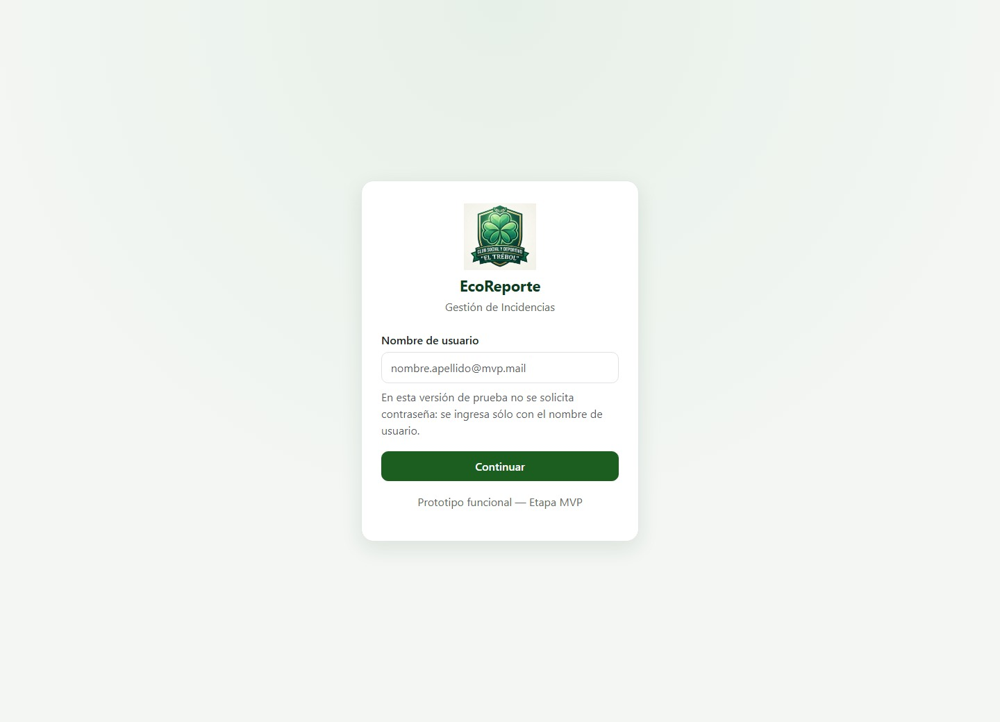 CLUB SOCIAL Y DEPORTIVO
"EL TRÉBOL"
EcoReporte
Gestión de Incidencias
Nombre de usuario
nombre.apellido@mvp.mail
En esta versión de prueba no se solicita
contraseña: se ingresa sólo con el nombre de
usuario.
Continuar
Prototipo funcional — Etapa MVP